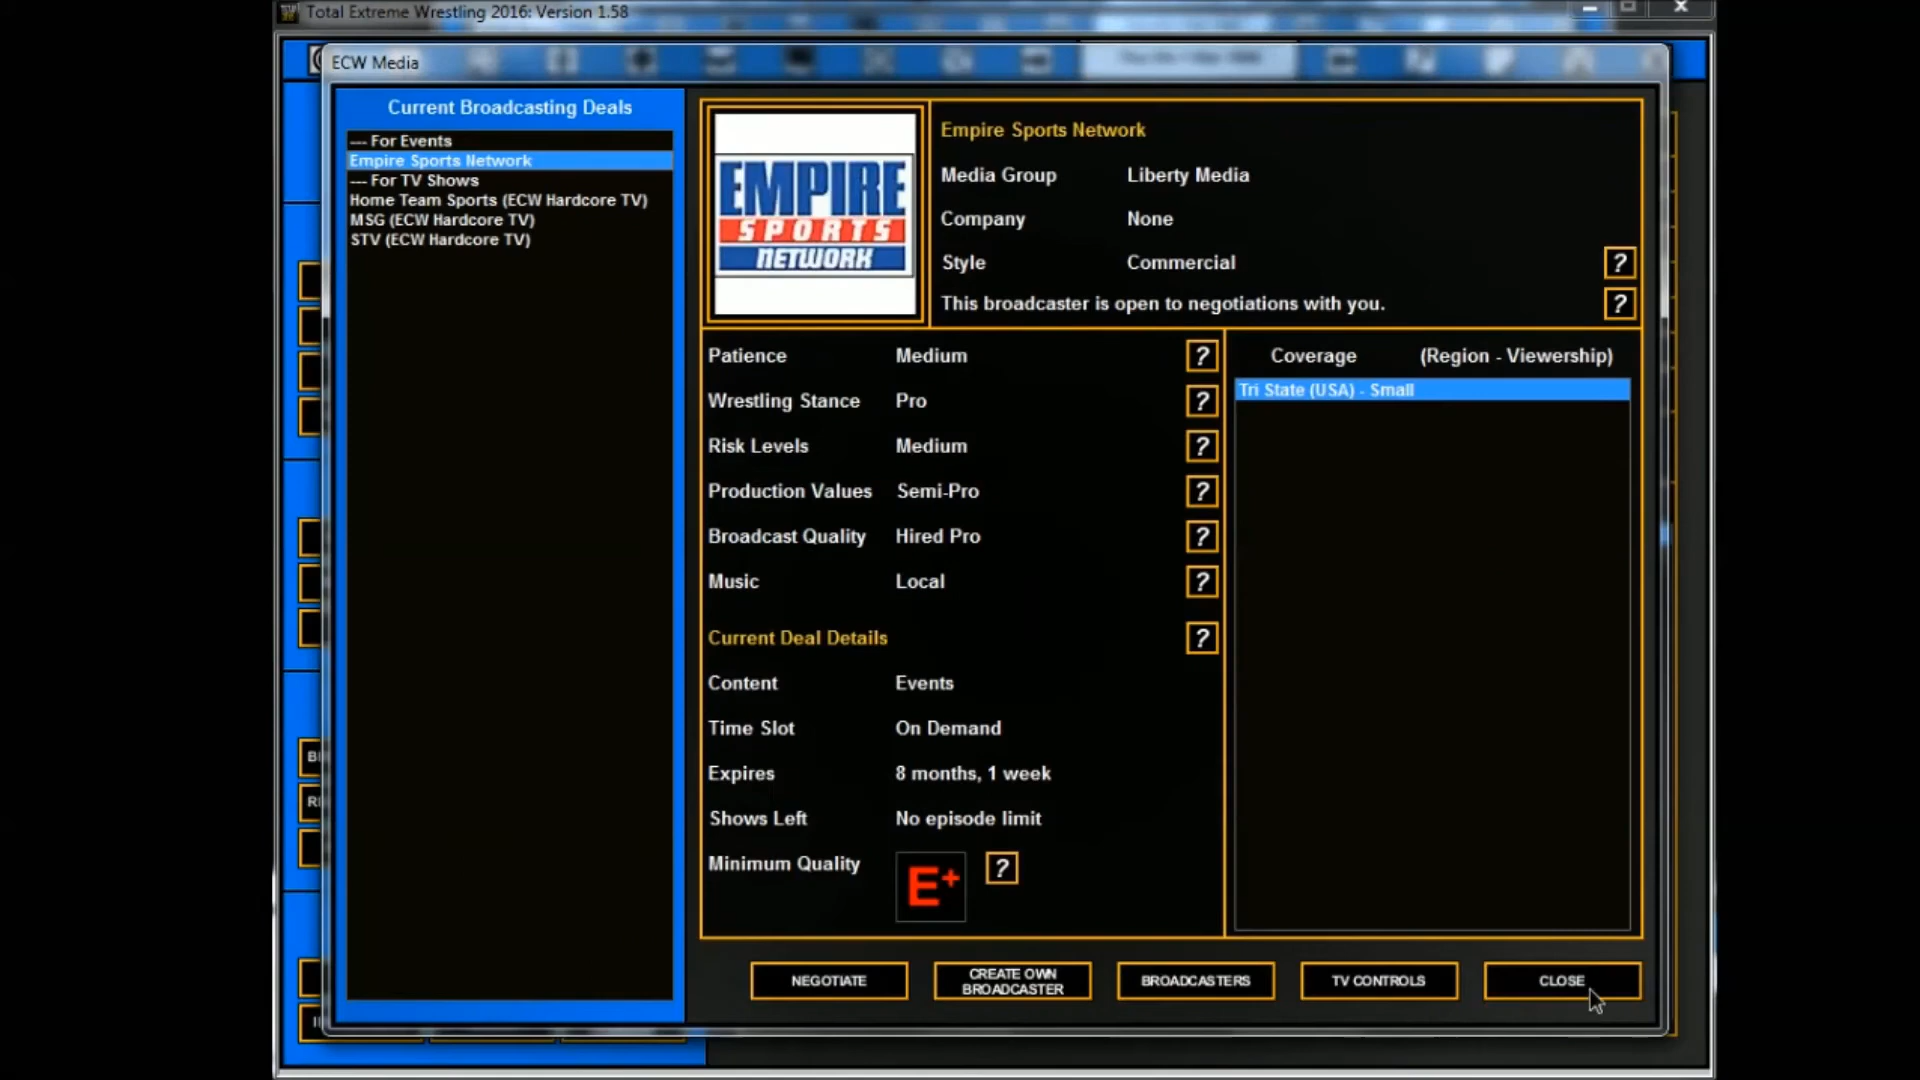 Total Extreme Wrestling 2016: Version 1.58
ECW Media
Current Broadcasting Deals
--- For Events
Empire Sports Network
--- For TV Shows
Home Team Sports (ECW Hardcore TV)
MSG (ECW Hardcore TV)
STV (ECW Hardcore TV)
EMPIRE
SPORTS
NETWORK
Empire Sports Network
Media Group Liberty Media
Company None
Style Commercial ?
This broadcaster is open to negotiations with you. ?
Patience Medium ?
Wrestling Stance Pro ?
Risk Levels Medium ?
Production Values Semi-Pro ?
Broadcast Quality Hired Pro ?
Music Local ?
Current Deal Details ?
Content Events
Time Slot On Demand
Expires 8 months, 1 week
Shows Left No episode limit
Minimum Quality E+ ?
Coverage (Region - Viewership)
Tri State (USA) - Small
NEGOTIATE
CREATE OWN
BROADCASTER
BROADCASTERS
TV CONTROLS
CLOSE